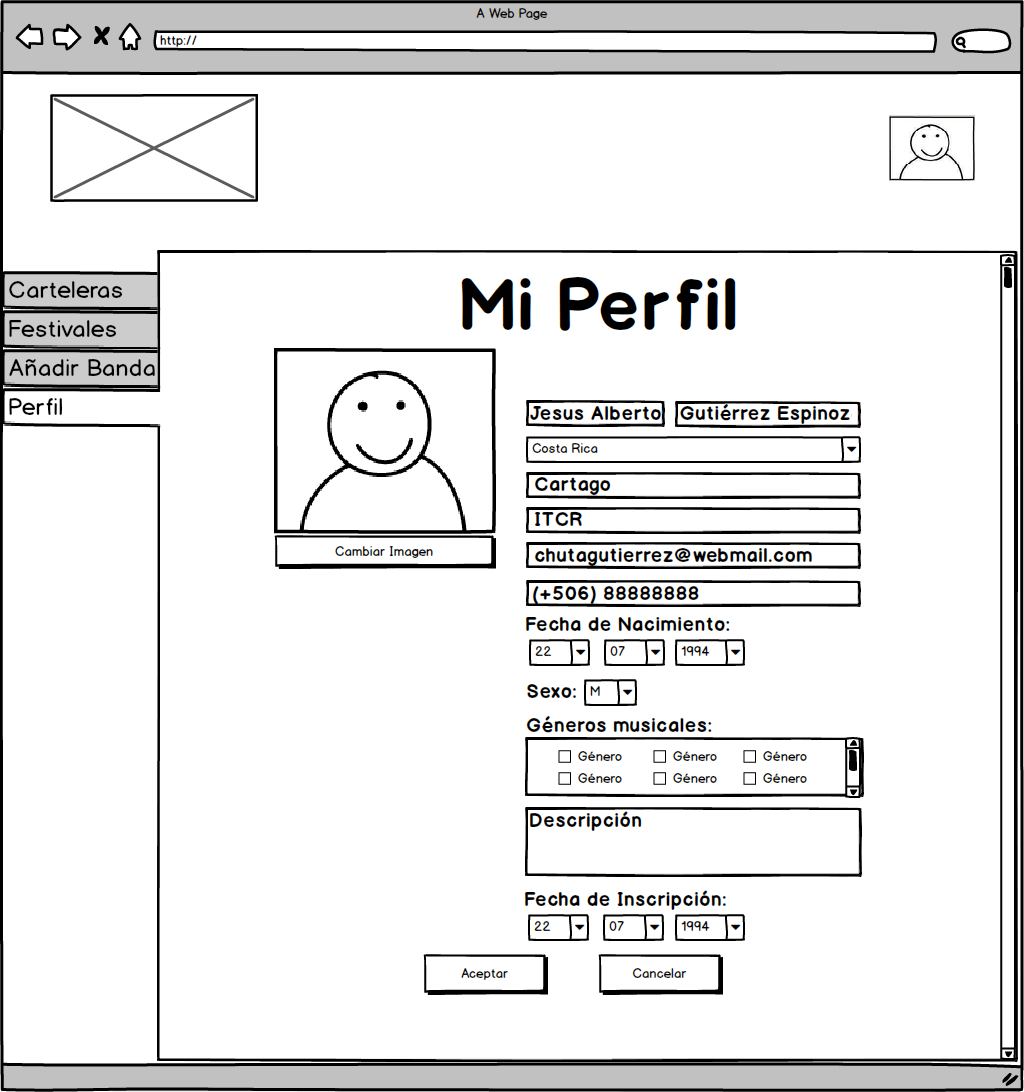 A Web Page
http://
Carteleras
Festivales
Añadir Banda
Perfil
Mi Perfil
Cambiar Imagen
Jesus Alberto Gutiérrez Espinoz
Costa Rica
Cartago
ITCR
chutagutierrez@webmail.com
(+506) 88888888
Fecha de Nacimiento:
22 07 1994
Sexo: M
Géneros musicales:
Género Género Género
Género Género Género
Descripción
Fecha de Inscripción:
22 07 1994
Aceptar Cancelar